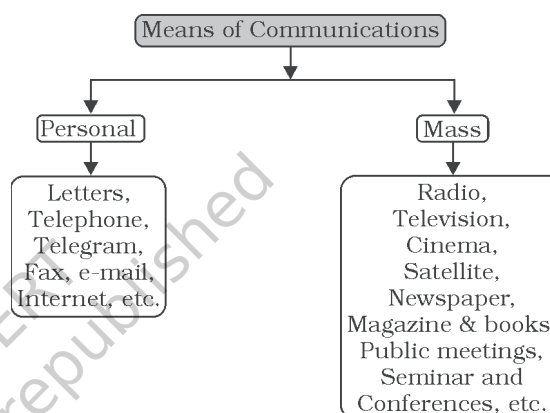 Means of Communications
Personal
Mass
Letters,
Telephone,
Telegram,
Fax, e-mail,
Internet, etc.
Radio,
Television,
Cinema,
Satellite,
Newspaper,
Magazine & books
Public meetings,
Seminar and
Conferences, etc.
republished